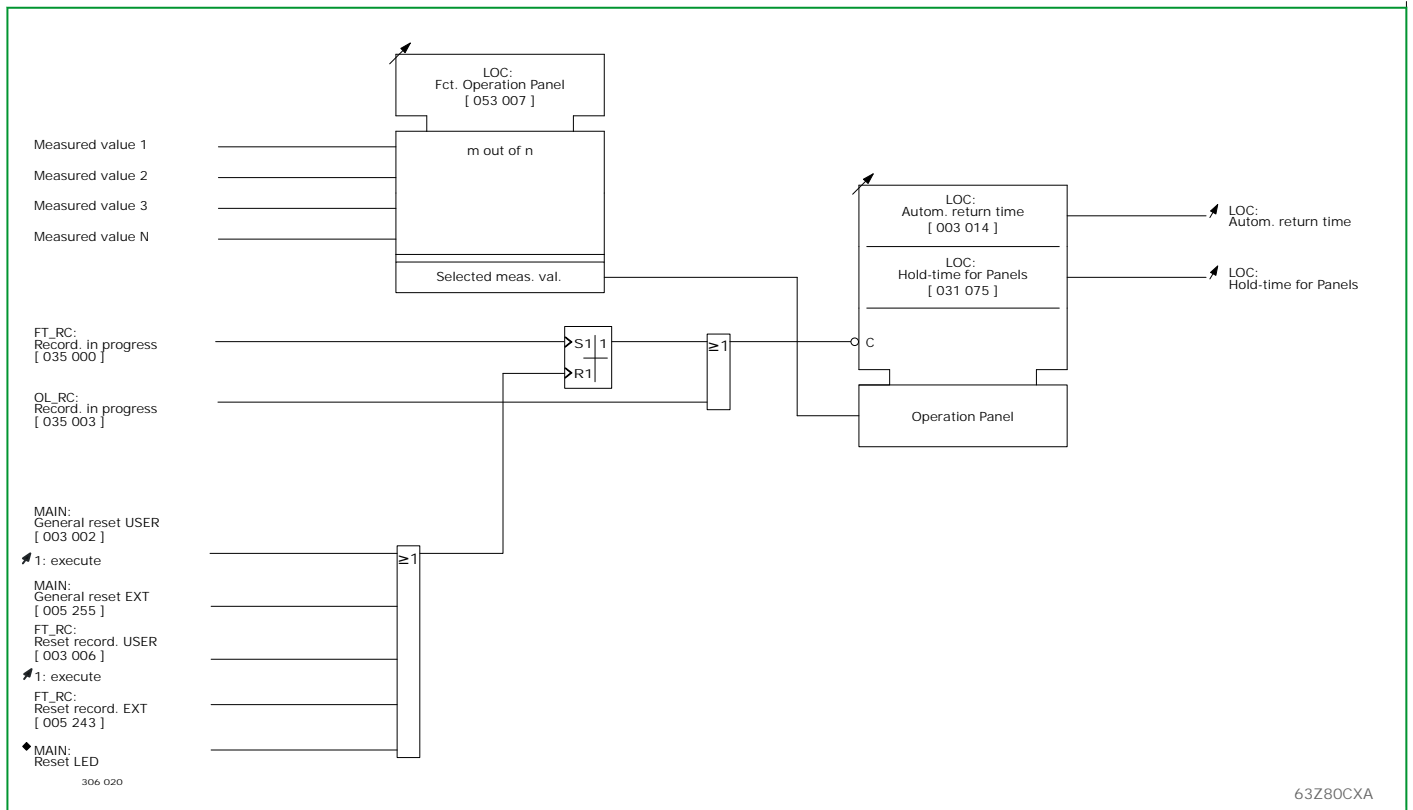 LOC:
Fct. Operation Panel
[ 053 007 ]
Measured value 1
Measured value 2
Measured value 3
Measured value N
m out of n
Selected meas. val.
LOC:
Autom. return time
[ 003 014 ]
LOC:
Hold-time for Panels
[ 031 075 ]
C
Operation Panel
LOC:
Autom. return time
LOC:
Hold-time for Panels
FT_RC:
Record. in progress
[ 035 000 ]
S1 1
R1
≥1
OL_RC:
Record. in progress
[ 035 003 ]
MAIN:
General reset USER
[ 003 002 ]
1: execute
≥1
MAIN:
General reset EXT
[ 005 255 ]
FT_RC:
Reset record. USER
[ 003 006 ]
1: execute
FT_RC:
Reset record. EXT
[ 005 243 ]
MAIN:
Reset LED
306 020
63Z80CXA